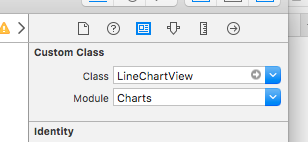 Custom Class
Class LineChartView
Module Charts
Identity